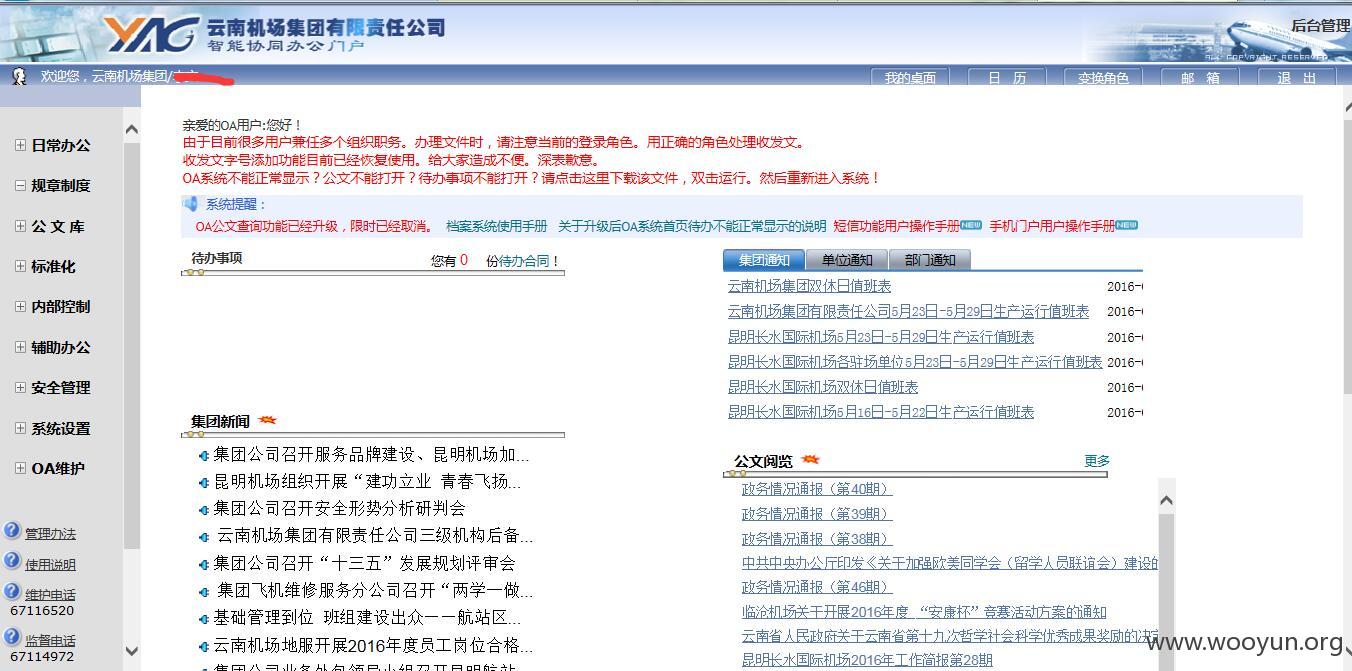 YAG 云南机场集团有限责任公司
智能协同办公门户
后台管理
ALL COPYRIGHT RESERVED
欢迎您，云南机场集团/
我的桌面 日 历 变换角色 邮 箱 退 出
日常办公
规章制度
公 文 库
标准化
内部控制
辅助办公
安全管理
系统设置
OA维护
管理办法
使用说明
维护电话
67116520
监督电话
67114972
亲爱的OA用户:您好！
由于目前很多用户兼任多个组织职务。办理文件时，请注意当前的登录角色。用正确的角色处理收发文。
收发文字号添加功能目前已经恢复使用。给大家造成不便。深表歉意。
OA系统不能正常显示？公文不能打开？待办事项不能打开？请点击这里下载该文件，双击运行。然后重新进入系统！
系统提醒：
OA公文查询功能已经升级，限时已经取消。 档案系统使用手册 关于升级后OA系统首页待办不能正常显示的说明 短信功能用户操作手册NEW 手机门户用户操作手册NEW
待办事项 您有 0 份待办合同！
集团新闻
集团公司召开服务品牌建设、昆明机场加...
昆明机场组织开展“建功立业 青春飞扬...
集团公司召开安全形势分析研判会
云南机场集团有限责任公司三级机构后备...
集团公司召开“十三五”发展规划评审会
集团飞机维修服务分公司召开“两学一做...
基础管理到位 班组建设出众——航站区...
云南机场地服开展2016年度员工岗位合格...
集团公司业务外包领导小组召开昆明航站...
集团通知 单位通知 部门通知
云南机场集团双休日值班表 2016-
云南机场集团有限责任公司5月23日-5月29日生产运行值班表 2016-
昆明长水国际机场5月23日-5月29日生产运行值班表 2016-
昆明长水国际机场各驻场单位5月23日-5月29日生产运行值班表 2016-
昆明长水国际机场双休日值班表 2016-
昆明长水国际机场5月16日-5月22日生产运行值班表 2016-
公文阅览 更多
政务情况通报（第40期）
政务情况通报（第39期）
政务情况通报（第38期）
中共中央办公厅印发《关于加强欧美同学会（留学人员联谊会）建设的
政务情况通报（第46期）
临沧机场关于开展2016年度“安康杯”竞赛活动方案的通知
云南省人民政府关于云南省第十九次哲学社会科学优秀成果奖励的决定
昆明长水国际机场2016年工作简报第28期
www.wooyun.org